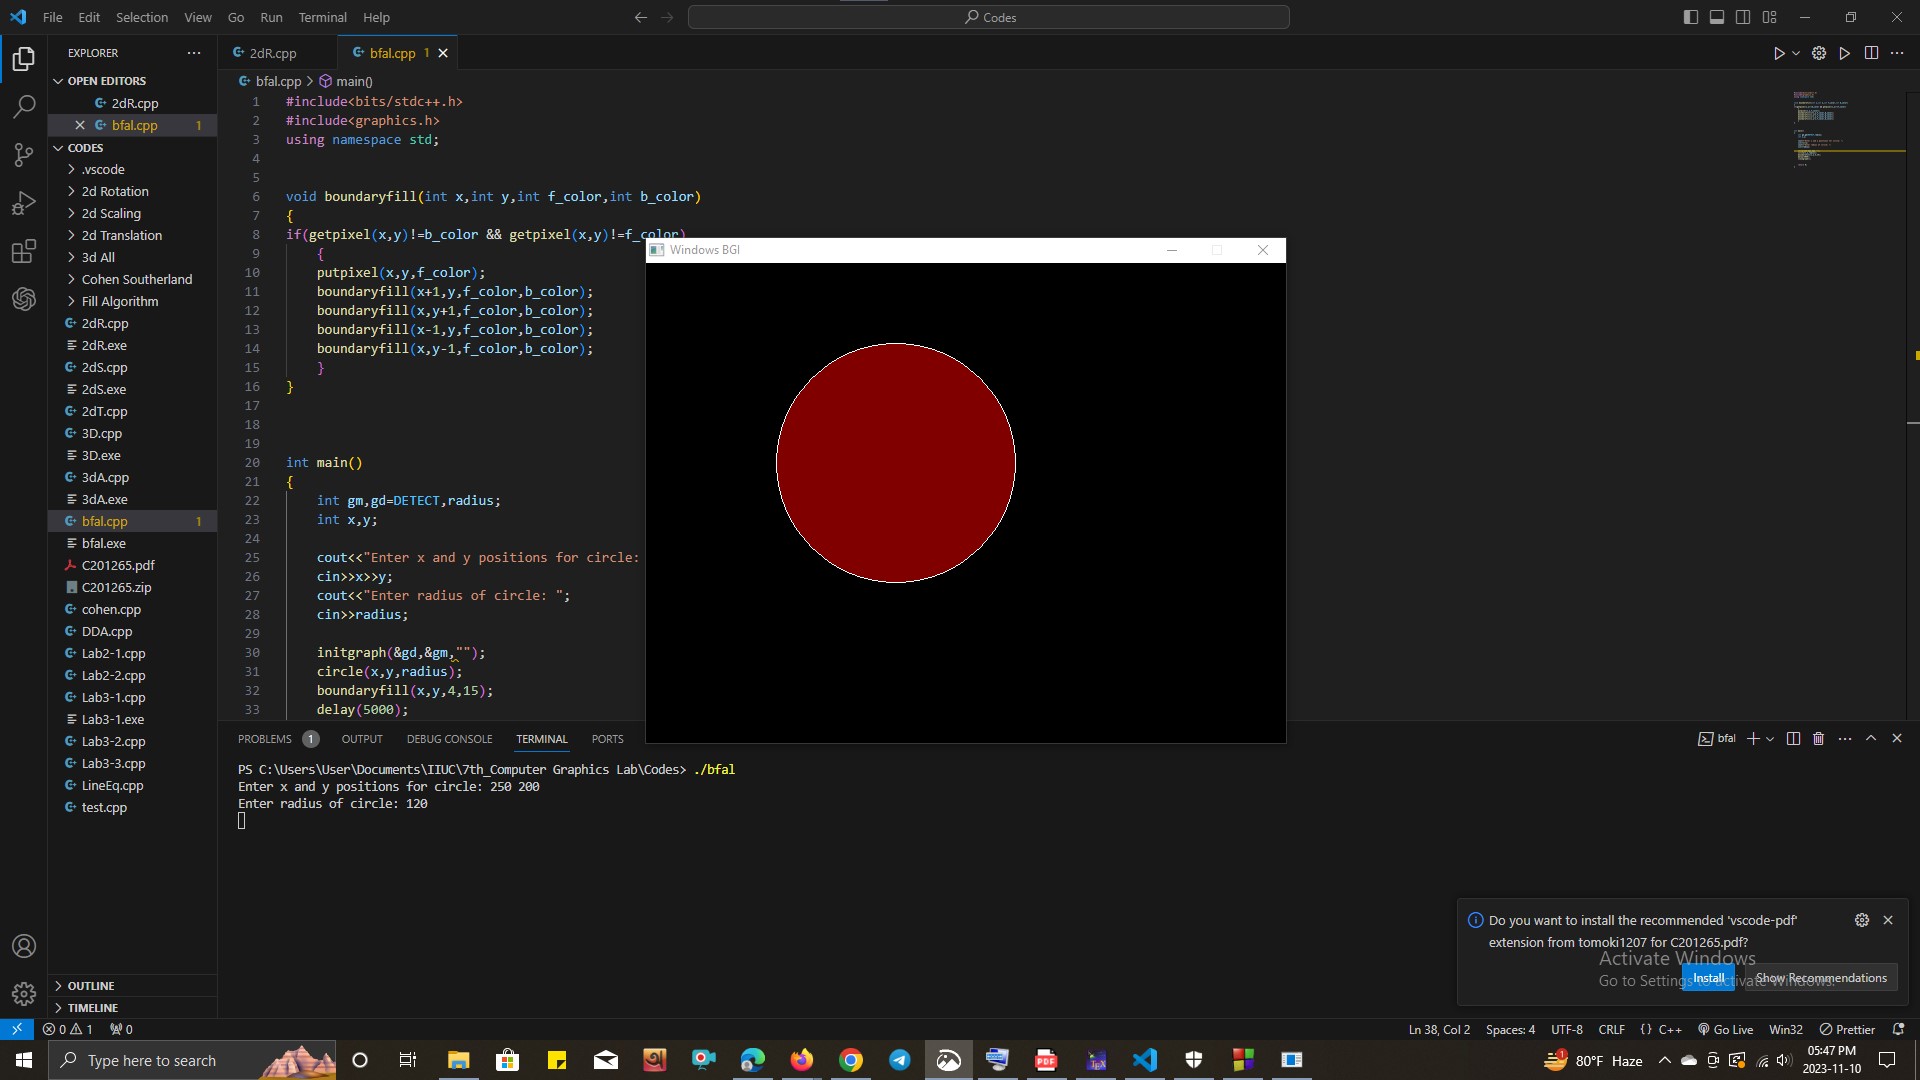 File Edit Selection View Go Run Terminal Help
Codes
EXPLORER
OPEN EDITORS
2dR.cpp
bfal.cpp 1
CODES
.vscode
2d Rotation
2d Scaling
2d Translation
3d All
Cohen Southerland
Fill Algorithm
2dR.cpp
2dR.exe
2dS.cpp
2dS.exe
2dT.cpp
3D.cpp
3D.exe
3dA.cpp
3dA.exe
bfal.cpp 1
bfal.exe
C201265.pdf
C201265.zip
cohen.cpp
DDA.cpp
Lab2-1.cpp
Lab2-2.cpp
Lab3-1.cpp
Lab3-1.exe
Lab3-2.cpp
Lab3-3.cpp
LineEq.cpp
test.cpp
OUTLINE
TIMELINE
2dR.cpp bfal.cpp 1
bfal.cpp > main()
1 #include<bits/stdc++.h>
2 #include<graphics.h>
3 using namespace std;
4
5
6 void boundaryfill(int x,int y,int f_color,int b_color)
7 {
8 if(getpixel(x,y)!=b_color && getpixel(x,y)!=f_color)
9 {
10 putpixel(x,y,f_color);
11 boundaryfill(x+1,y,f_color,b_color);
12 boundaryfill(x,y+1,f_color,b_color);
13 boundaryfill(x-1,y,f_color,b_color);
14 boundaryfill(x,y-1,f_color,b_color);
15 }
16 }
17
18
19
20 int main()
21 {
22 int gm,gd=DETECT,radius;
23 int x,y;
24
25 cout<<"Enter x and y positions for circle:
26 cin>>x>>y;
27 cout<<"Enter radius of circle: ";
28 cin>>radius;
29
30 initgraph(&gd,&gm,"");
31 circle(x,y,radius);
32 boundaryfill(x,y,4,15);
33 delay(5000);
Windows BGI
PROBLEMS 1 OUTPUT DEBUG CONSOLE TERMINAL PORTS
bfal
PS C:\Users\User\Documents\IIUC\7th_Computer Graphics Lab\Codes> ./bfal
Enter x and y positions for circle: 250 200
Enter radius of circle: 120
Do you want to install the recommended 'vscode-pdf'
extension from tomoki1207 for C201265.pdf?
Install Show Recommendations
Activate Windows
Go to Settings to activate Windows.
0 1 0
Ln 38, Col 2 Spaces: 4 UTF-8 CRLF {} C++ Go Live Win32 Prettier
Type here to search
80°F Haze
05:47 PM
2023-11-10